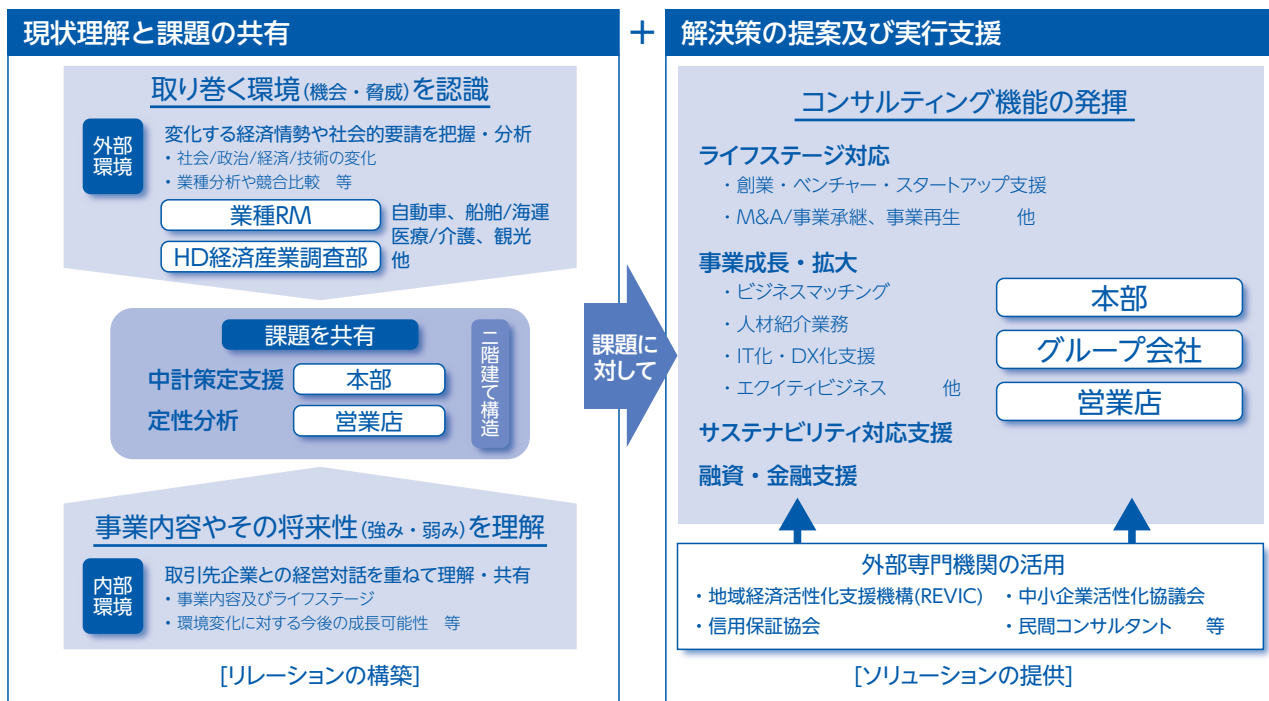 現状理解と課題の共有
取り巻く環境(機会・脅威)を認識
外部
環境
変化する経済情勢や社会的要請を把握・分析
・社会/政治/経済/技術の変化
・業種分析や競合比較 等
業種RM
HD経済産業調査部
自動車、船舶/海運
医療/介護、観光
他
課題を共有
中計策定支援
本部
定性分析
営業店
二階建て構造
事業内容やその将来性(強み・弱み)を理解
内部
環境
取引先企業との経営対話を重ねて理解・共有
・事業内容及びライフステージ
・環境変化に対する今後の成長可能性 等
[リレーションの構築]
課題に
対して
+
解決策の提案及び実行支援
コンサルティング機能の発揮
ライフステージ対応
・創業・ベンチャー・スタートアップ支援
・M&A/事業承継、事業再生 他
事業成長・拡大
・ビジネスマッチング
・人材紹介業務
・IT化・DX化支援
・エクイティビジネス 他
本部
グループ会社
営業店
サステナビリティ対応支援
融資・金融支援
外部専門機関の活用
・地域経済活性化支援機構(REVIC) ・中小企業活性化協議会
・信用保証協会 ・民間コンサルタント 等
[ソリューションの提供]